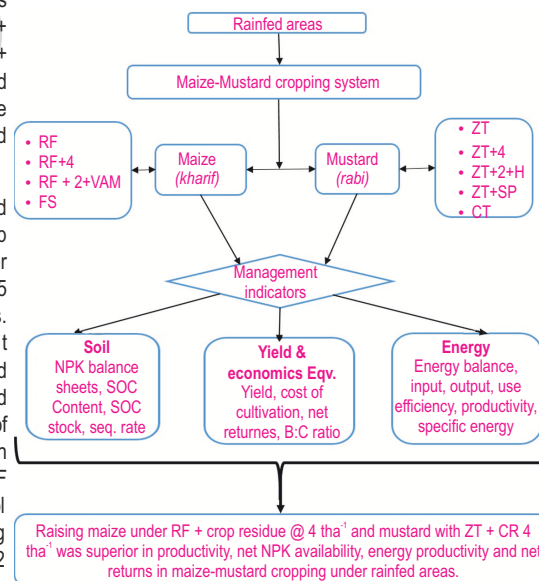 s
+
+
d
e
d
d
o
r
5
s.
t
d
d
of
n
F
ol
g
2
Rainfed areas
Maize-Mustard cropping system
• RF
• RF+4
• RF + 2+VAM
• FS
Maize
(kharif)
Mustard
(rabi)
• ZT
• ZT+4
• ZT+2+H
• ZT+SP
• CT
Management
indicators
Soil
NPK balance
sheets, SOC
Content, SOC
stock, seq. rate
Yield &
economics Eqv.
Yield, cost of
cultivation, net
returnes, B:C ratio
Energy
Energy balance,
input, output, use
efficiency, productivity,
specific energy
Raising maize under RF + crop residue @ 4 tha⁻¹ and mustard with ZT + CR 4
tha⁻¹ was superior in productivity, net NPK availability, energy productivity and net
returns in maize-mustard cropping under rainfed areas.